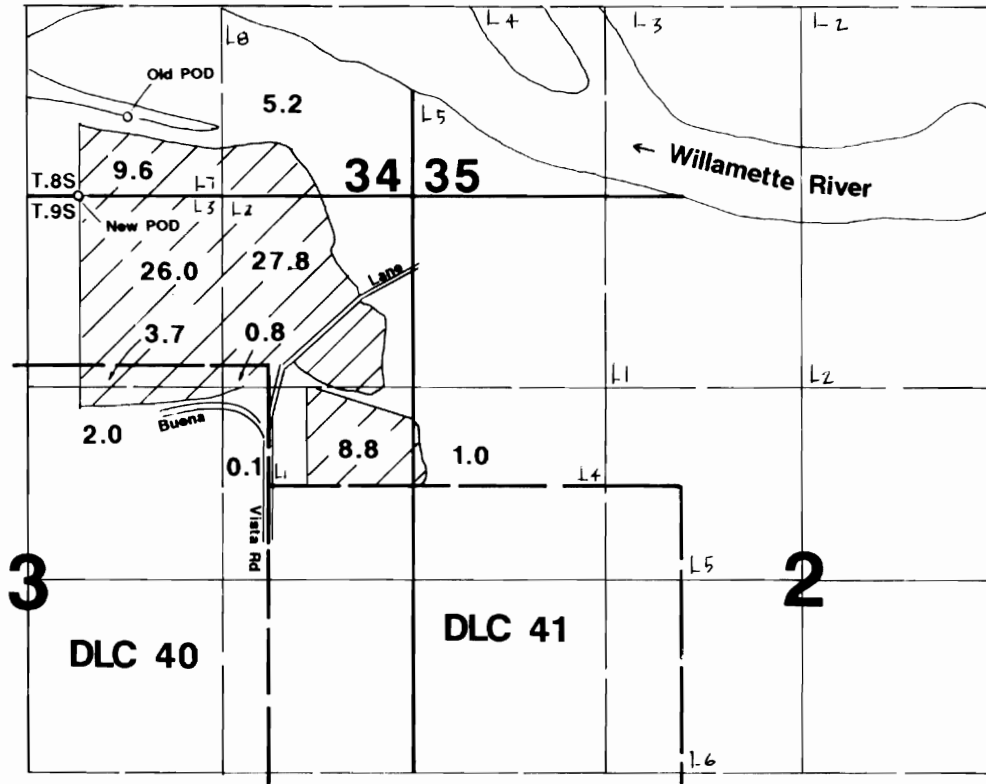 L8
L4
L3
L2
Old POD
5.2
L5
← Willamette River
9.6
34 35
T.8S
L7
T.9S
L3 L2
New POD
26.0
27.8
Lane
3.7
0.8
L1
L2
Buena
2.0
8.8
1.0
0.1
L1
L4
Vista Rd
3
L5
2
DLC 40
DLC 41
L6